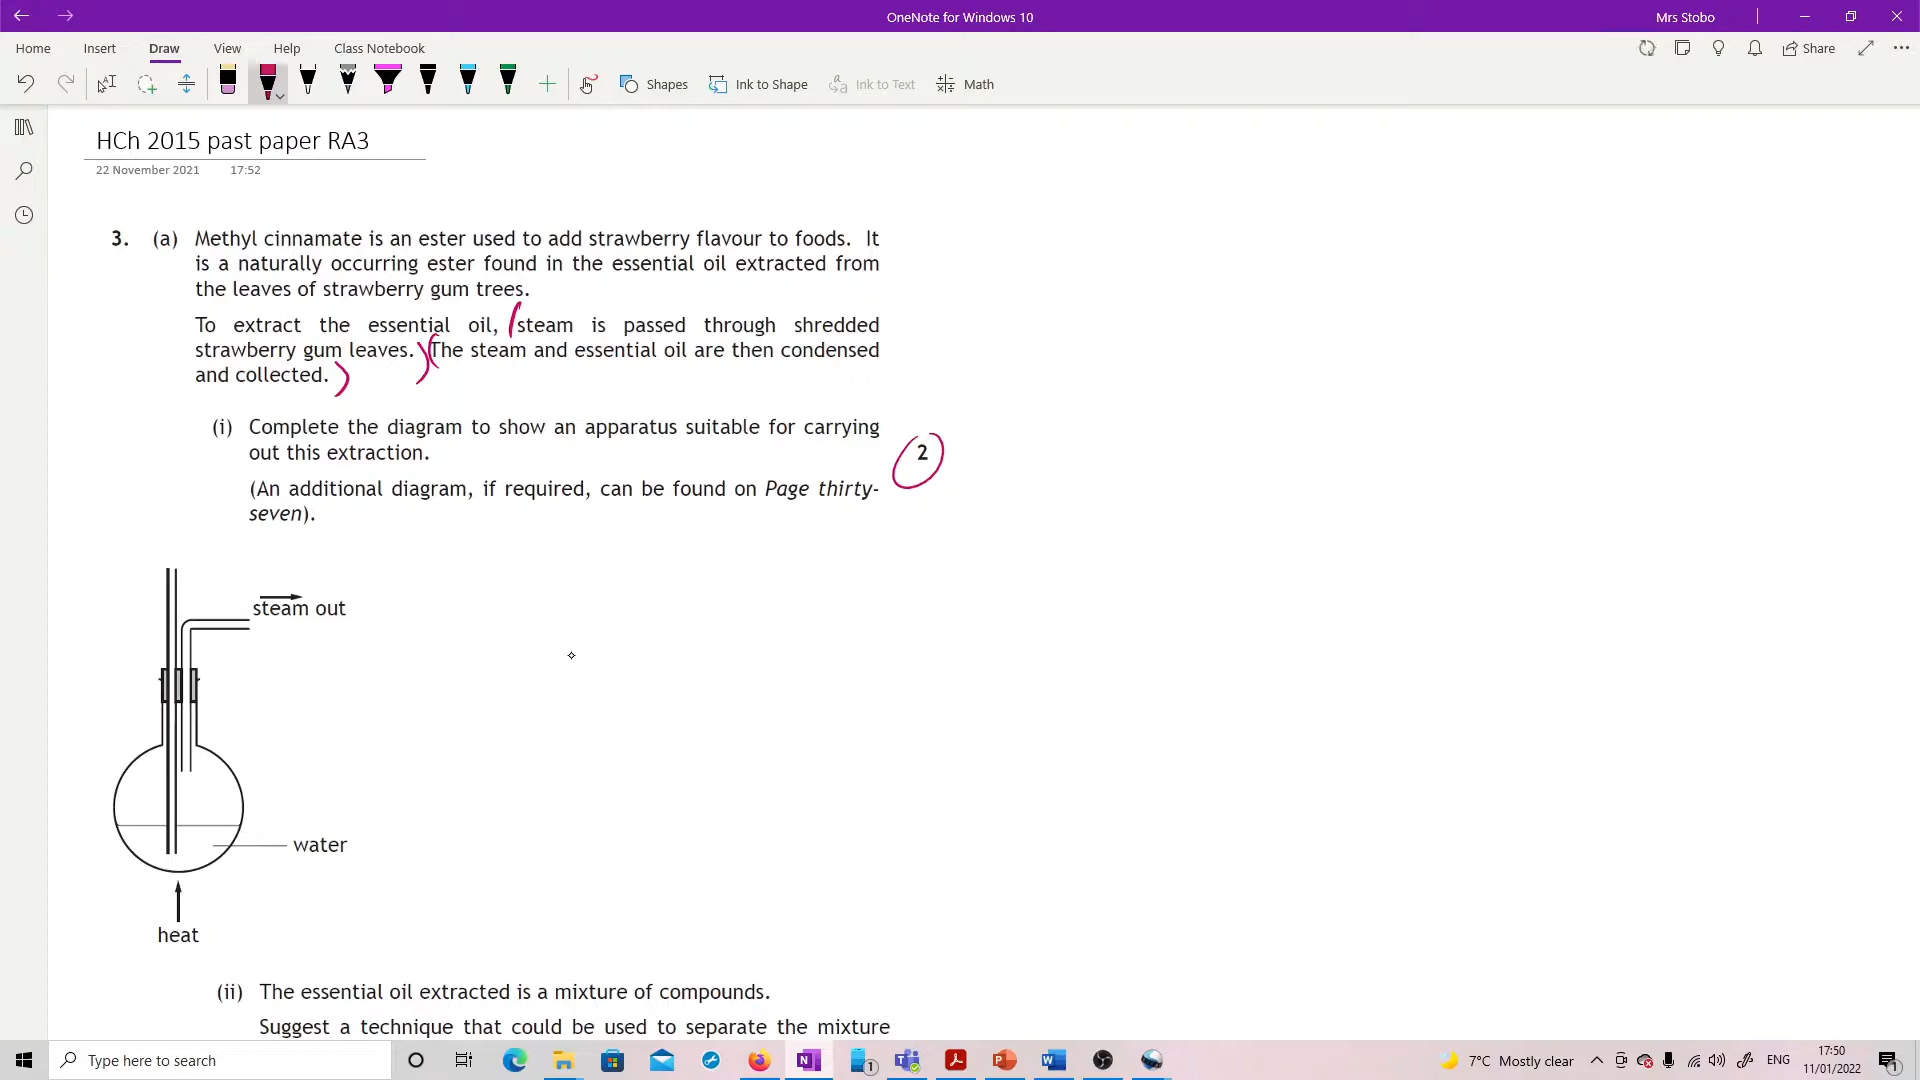 OneNote for Windows 10
Mrs Stobo
Home Insert Draw View Help Class Notebook
Share
Shapes
Ink to Shape
Ink to Text
Math
HCh 2015 past paper RA3
22 November 2021 17:52
3. (a) Methyl cinnamate is an ester used to add strawberry flavour to foods. It
is a naturally occurring ester found in the essential oil extracted from
the leaves of strawberry gum trees.
To extract the essential oil, steam is passed through shredded
strawberry gum leaves. The steam and essential oil are then condensed
and collected.
(i) Complete the diagram to show an apparatus suitable for carrying
out this extraction. 2
(An additional diagram, if required, can be found on Page thirty-
seven).
steam out
water
heat
(ii) The essential oil extracted is a mixture of compounds.
Suggest a technique that could be used to separate the mixture
Type here to search
7°C Mostly clear
ENG
17:50
11/01/2022